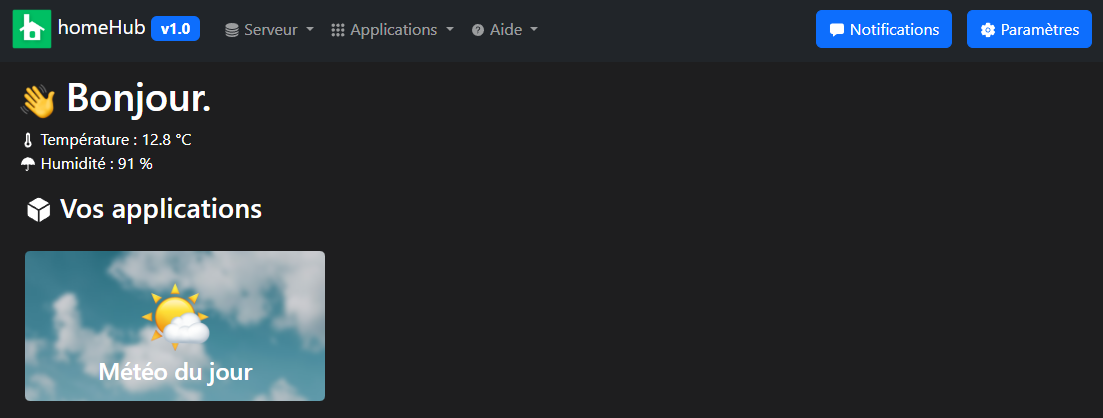 homeHub v1.0 Serveur Applications Aide Notifications Paramètres
Bonjour.
Température : 12.8 °C
Humidité : 91 %
Vos applications
Météo du jour